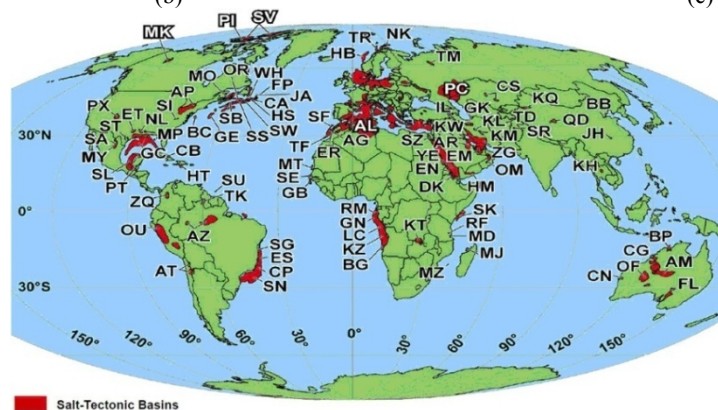 (b) (c)
PI SV
MK
TR NK
HB
TM
MO OR WH
FP
AP
JA
PX SI CA
HS
ET NL
ST
SA MP BC GE SB SS SW
SF
MY GC CB
SL
PT HT
TF AL
ER AG
MT
SE
GB
PC
CS
IL GK KQ BB
KL TD QD
KW SR JH
SZ AR KM
YE EM ZG
EN OM
DK HM
KH
30°N
ZQ SU
TK
0°
OU
AZ
AT
SG
ES
CP
SN
RM
GN
LC
KZ
BG
KT
SK
RF
MD
MJ
MZ
BP
CG AM
OF
CN FL
30°S
150° 120° 90° 60° 30° 0° 30° 60° 90° 120° 150°
Salt-Tectonic Basins